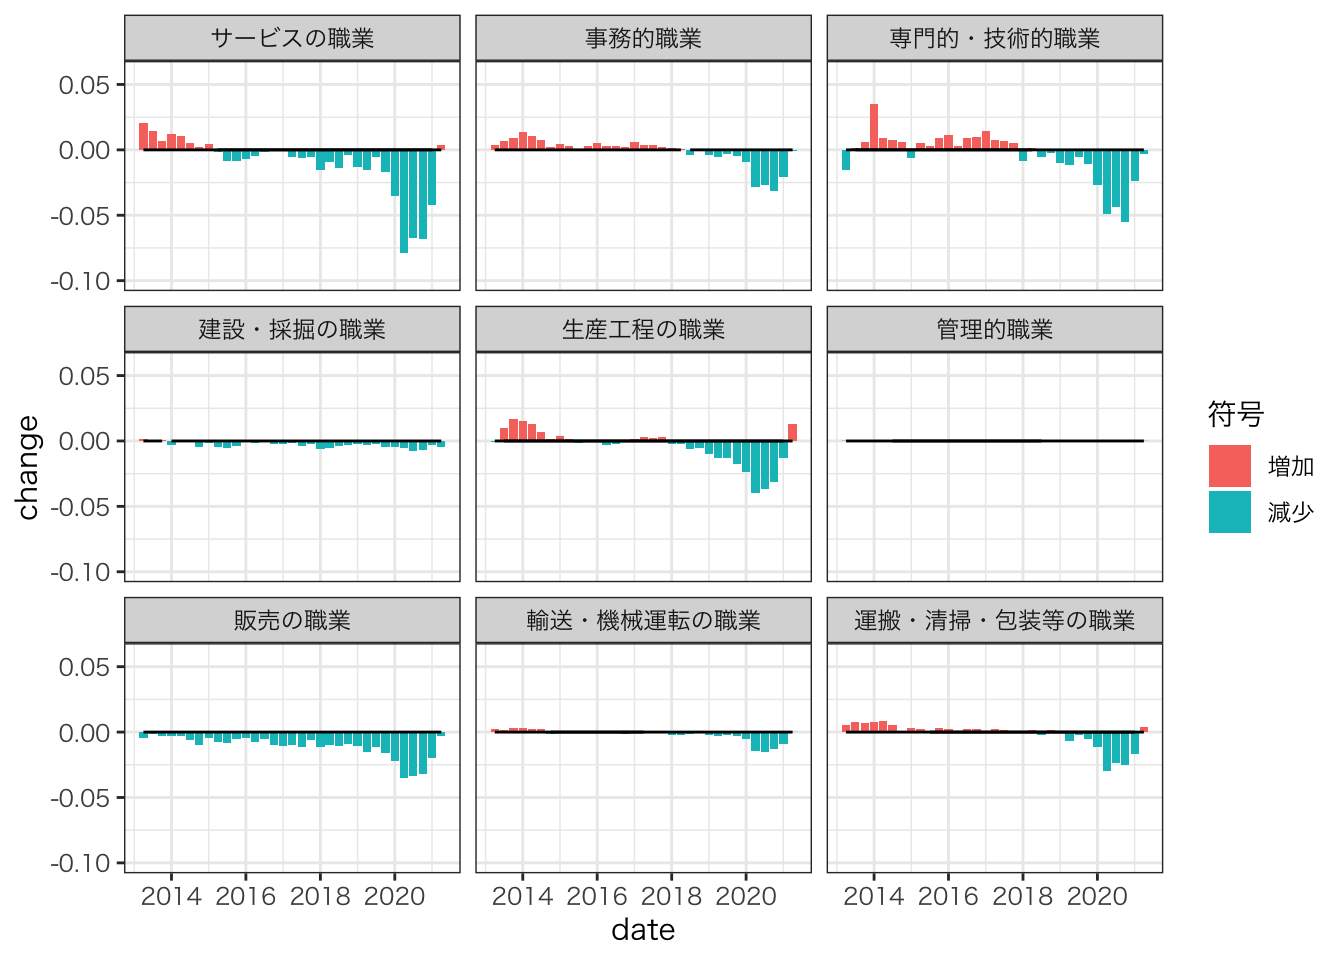 サービスの職業
事務的職業
専門的・技術的職業
0.05
0.00
-0.05
-0.10
建設・採掘の職業
生産工程の職業
管理的職業
0.05
0.00
-0.05
-0.10
販売の職業
輸送・機械運転の職業
運搬・清掃・包装等の職業
0.05
0.00
-0.05
-0.10
2014 2016 2018 2020
2014 2016 2018 2020
2014 2016 2018 2020
date
change
符号
増加
減少